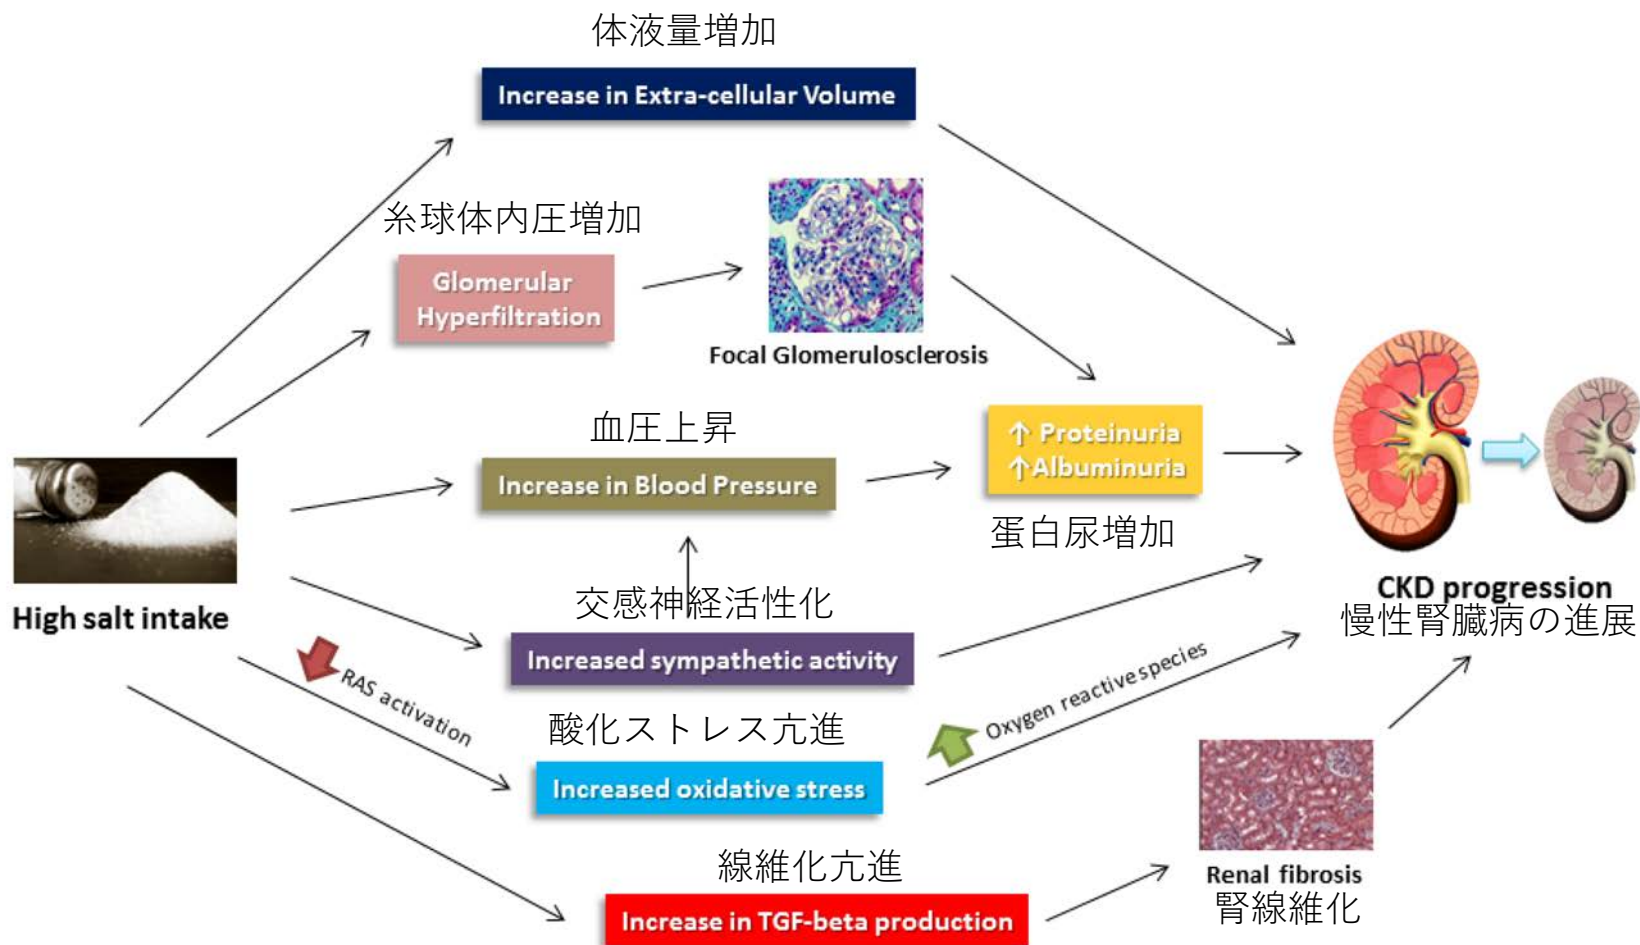 体液量増加
Increase in Extra-cellular Volume
糸球体内圧増加
Glomerular
Hyperfiltration
Focal Glomerulosclerosis
血圧上昇
Increase in Blood Pressure
↑ Proteinuria
↑Albuminuria
蛋白尿増加
High salt intake
交感神経活性化
Increased sympathetic activity
CKD progression
慢性腎臓病の進展
RAS activation
酸化ストレス亢進
Increased oxidative stress
Oxygen reactive species
線維化亢進
Increase in TGF-beta production
Renal fibrosis
腎線維化